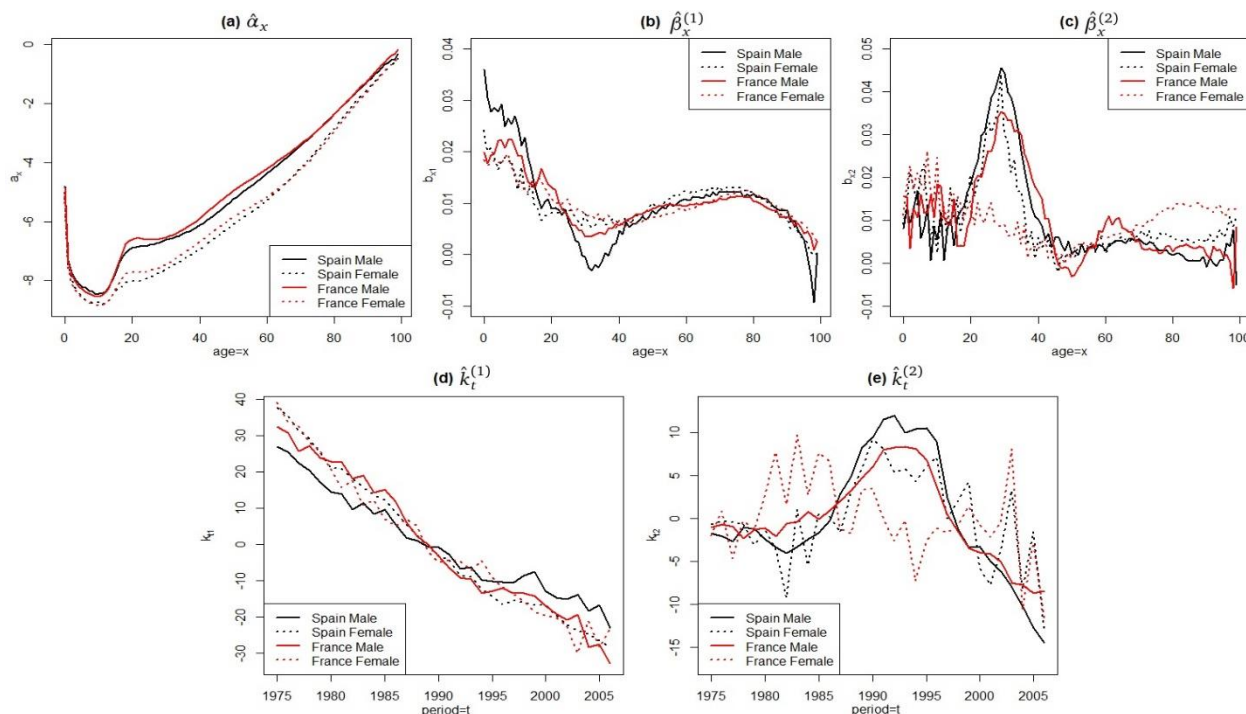 (a) α̂ₓ
0
-2
-4
-6
-8
aₓ
0 20 40 60 80 100
age=x
Spain Male
Spain Female
France Male
France Female
(b) β̂ₓ⁽¹⁾
0.04
0.03
0.02
0.01
0.00
-0.01
bₓ₁
0 20 40 60 80 100
age=x
Spain Male
Spain Female
France Male
France Female
(c) β̂ₓ⁽²⁾
0.05
0.04
0.03
0.02
0.01
0.00
-0.01
bₓ₂
0 20 40 60 80 100
age=x
Spain Male
Spain Female
France Male
France Female
(d) k̂ₜ⁽¹⁾
40
30
20
10
0
-10
-20
-30
kₜ₁
1975 1980 1985 1990 1995 2000 2005
period=t
Spain Male
Spain Female
France Male
France Female
(e) k̂ₜ⁽²⁾
10
5
0
-5
-10
-15
kₜ₂
1975 1980 1985 1990 1995 2000 2005
period=t
Spain Male
Spain Female
France Male
France Female